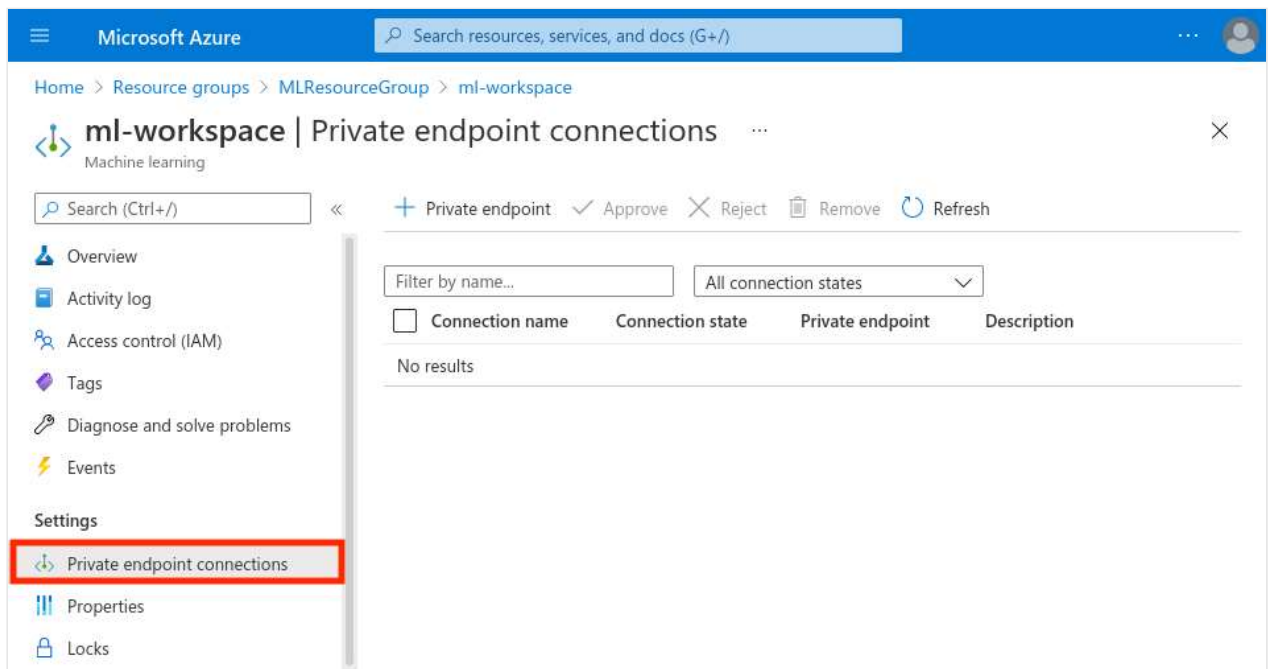 Microsoft Azure
Search resources, services, and docs (G+/)
...
Home > Resource groups > MLResourceGroup > ml-workspace
ml-workspace | Private endpoint connections ...
Machine learning
Search (Ctrl+/)
«
Private endpoint
Approve
Reject
Remove
Refresh
Overview
Activity log
Access control (IAM)
Tags
Diagnose and solve problems
Events
Settings
Private endpoint connections
Properties
Locks
Filter by name...
All connection states
Connection name Connection state Private endpoint Description
No results